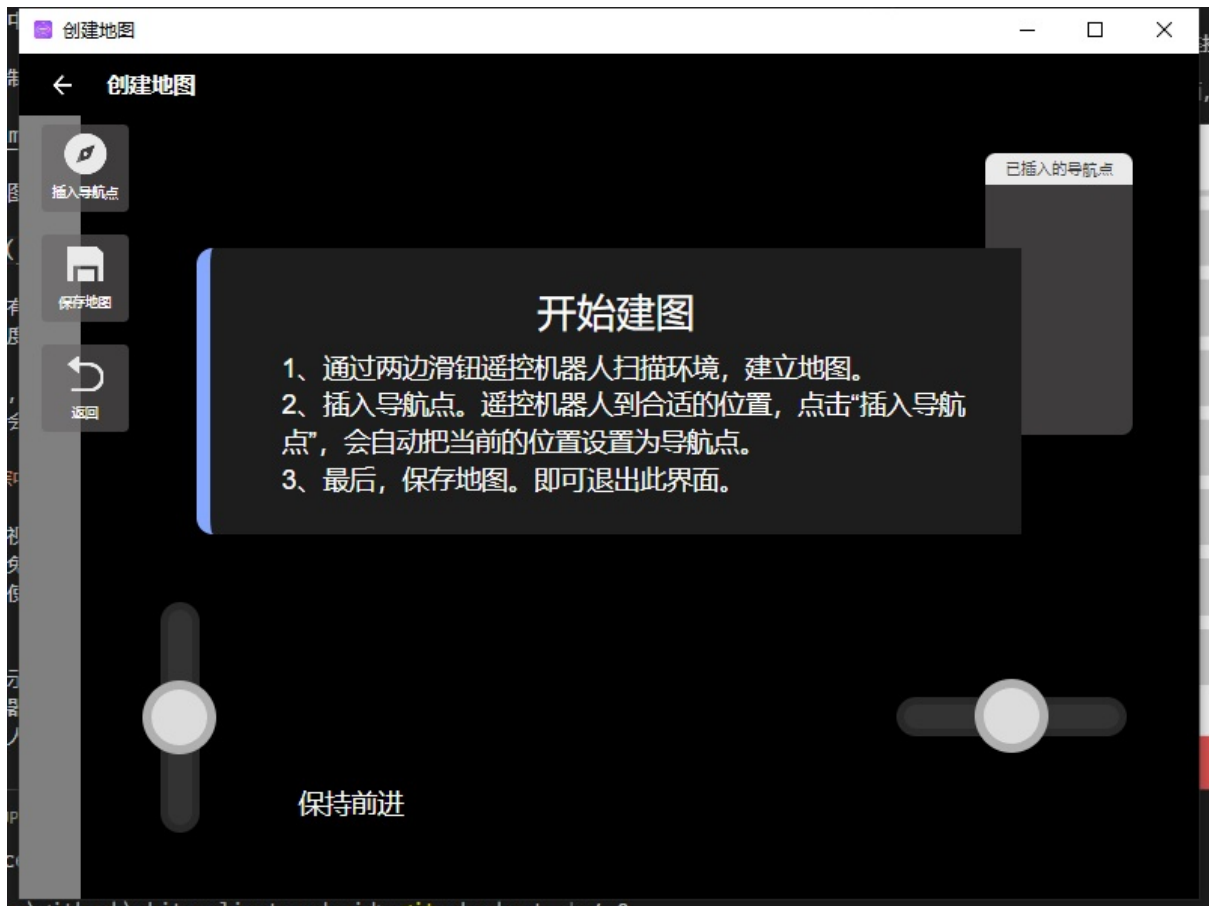 创建地图
创建地图
插入导航点
已插入的导航点
保存地图
返回
开始建图
1、通过两边滑钮遥控机器人扫描环境，建立地图。
2、插入导航点。遥控机器人到合适的位置，点击“插入导航
点”，会自动把当前的位置设置为导航点。
3、最后，保存地图。即可退出此界面。
保持前进